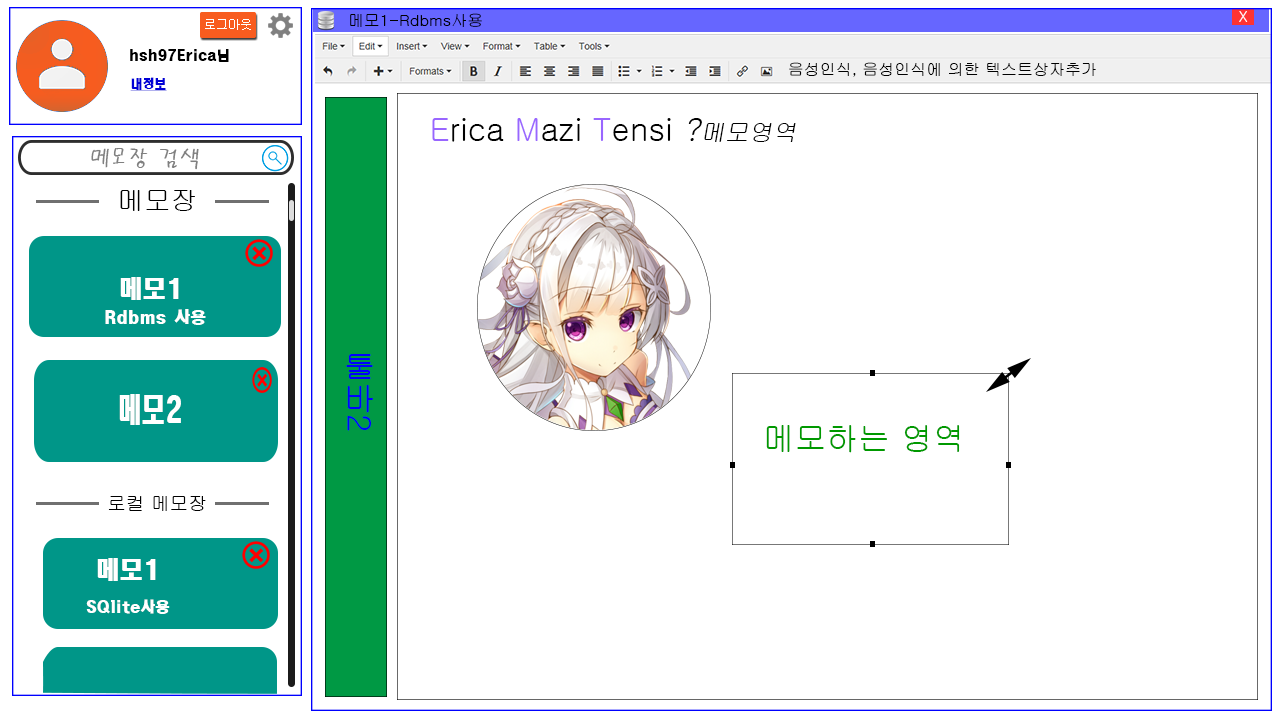 로그아웃
hsh97Erica님
내정보
메모장 검색
메모장
메모1
Rdbms 사용
메모2
로컬 메모장
메모1
SQlite사용
메모1-Rdbms사용
X
File Edit Insert View Format Table Tools
Formats B I 음성인식, 음성인식에 의한 텍스트상자추가
툴바2
Erica Mazi Tensi ?메모영역
메모하는 영역